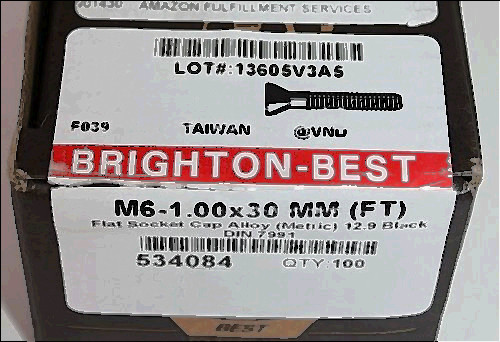 AMAZON FULFILLMENT SERVICES
LOT#:13605V3A5
F039 TAIWAN @VND
BRIGHTON-BEST
M6-1.00x30 MM (FT)
Flat Socket Cap Alloy (Metric) 12.9 Black
DIN 7991
534084 QTY:100
BEST